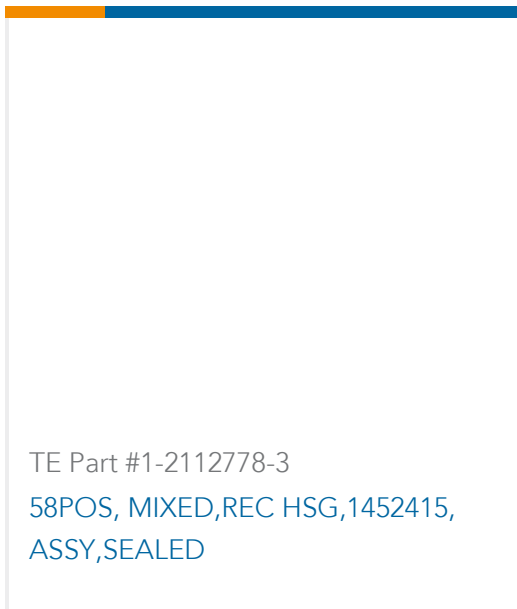 TE Part #1-2112778-3
58POS, MIXED,REC HSG,1452415,
ASSY,SEALED